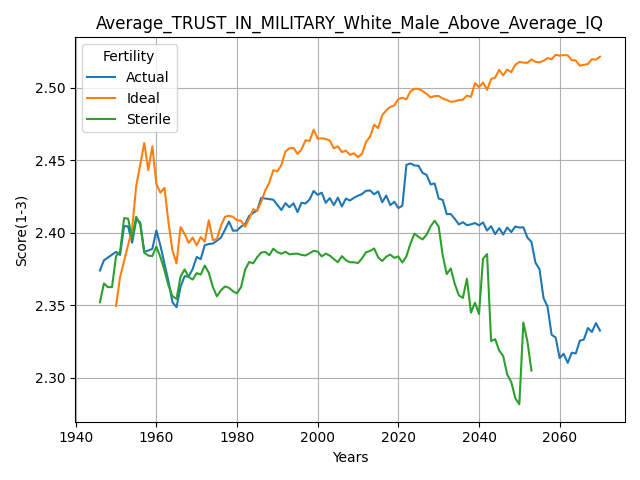 Average_TRUST_IN_MILITARY_White_Male_Above_Average_IQ
Fertility
Actual
Ideal
Sterile
Score(1-3)
2.50
2.45
2.40
2.35
2.30
1940
1960
1980
2000
2020
2040
2060
Years